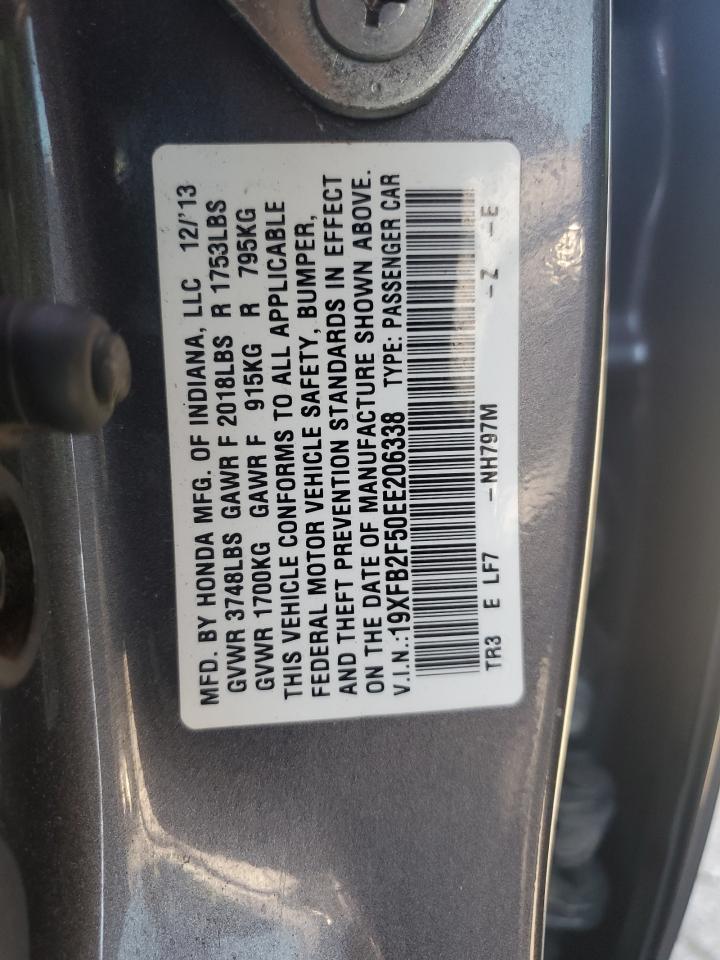 MFD. BY HONDA MFG. OF INDIANA, LLC 12/'13
GVWR 3748LBS GAWR F 2018LBS R 1753LBS
GVWR 1700KG GAWR F 915KG R 795KG
THIS VEHICLE CONFORMS TO ALL APPLICABLE
FEDERAL MOTOR VEHICLE SAFETY, BUMPER,
AND THEFT PREVENTION STANDARDS IN EFFECT
ON THE DATE OF MANUFACTURE SHOWN ABOVE.
V.I.N.:19XFB2F50EE206338 TYPE: PASSENGER CAR
TR3 E LF7 -NH797M -Z -E